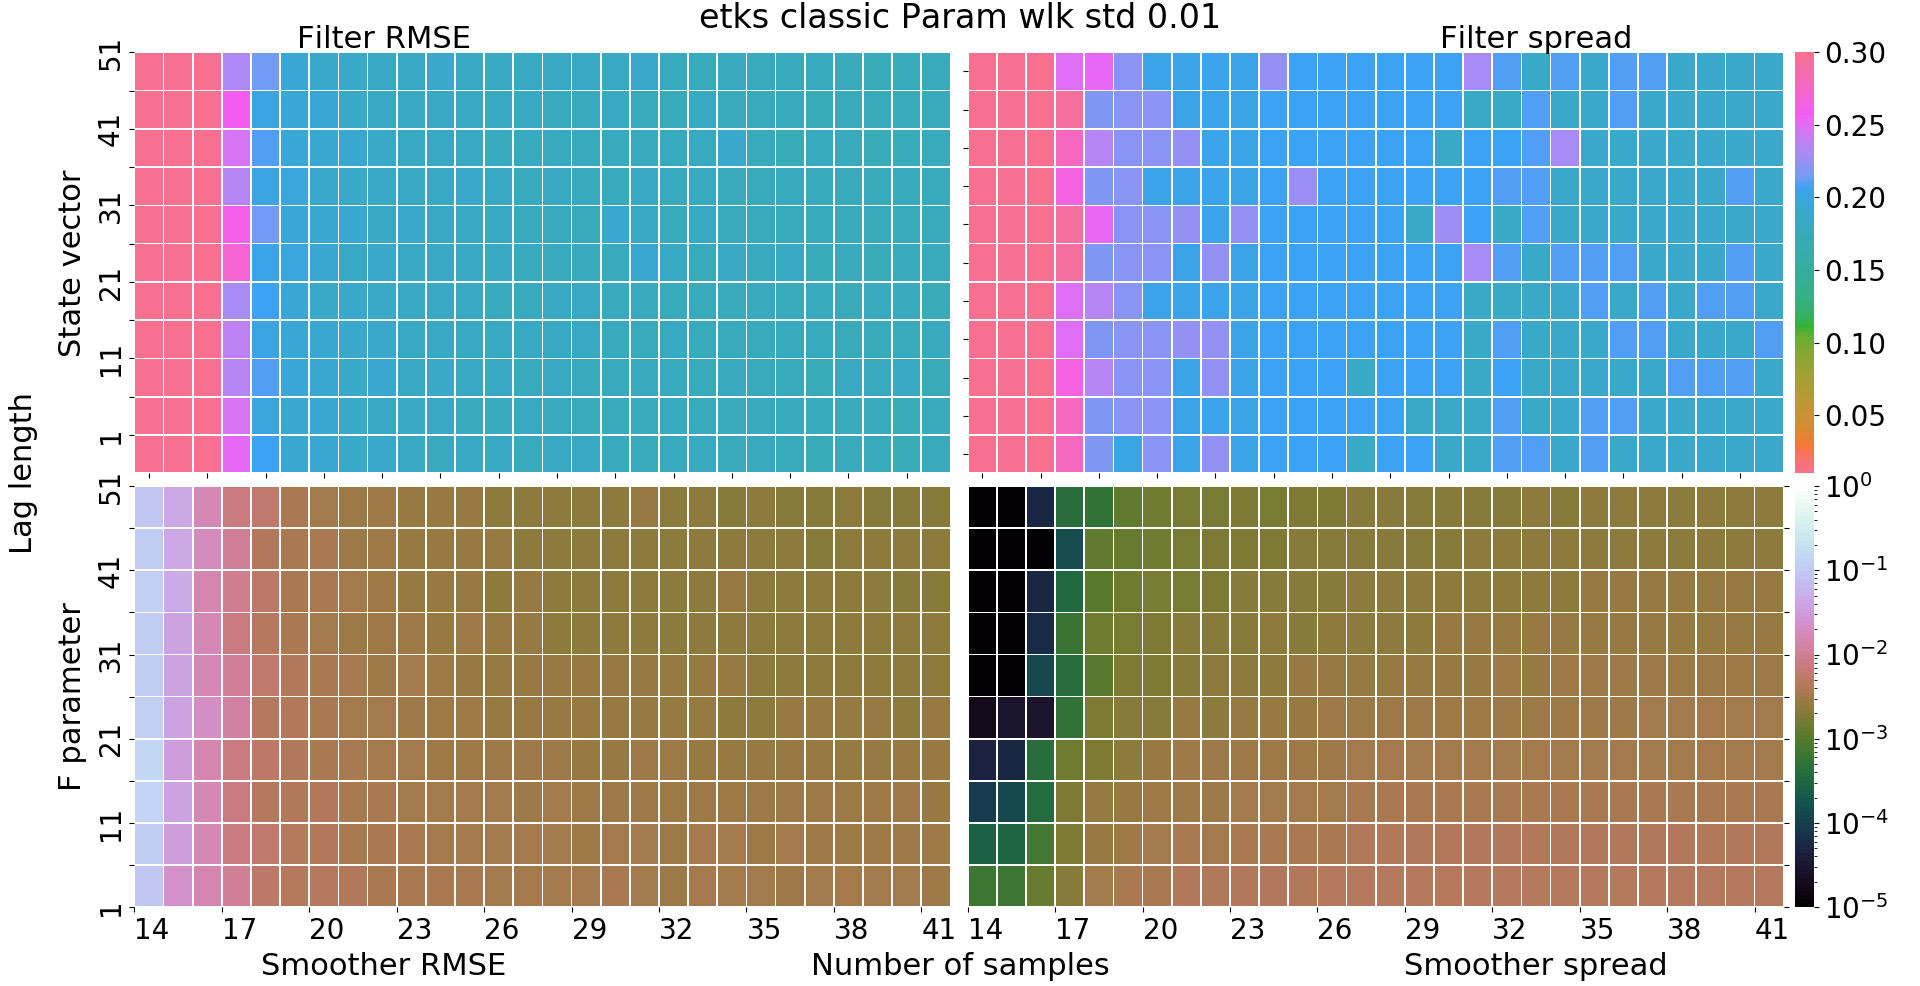 etks classic Param wlk std 0.01
Filter RMSE
Filter spread
51
41
31
21
11
1
State vector
0.30
0.25
0.20
0.15
0.10
0.05
Lag length
51
41
31
21
11
1
F parameter
10⁰
10⁻¹
10⁻²
10⁻³
10⁻⁴
10⁻⁵
14 17 20 23 26 29 32 35 38 41
14 17 20 23 26 29 32 35 38 41
Smoother RMSE
Number of samples
Smoother spread